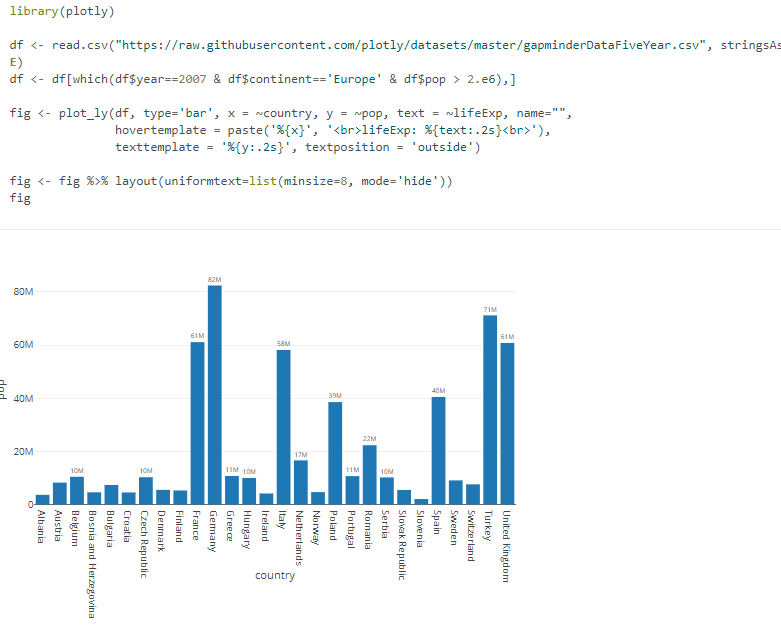 library(plotly)
df <- read.csv("https://raw.githubusercontent.com/plotly/datasets/master/gapminderDataFiveYear.csv", stringsAs
E)
df <- df[which(df$year==2007 & df$continent=='Europe' & df$pop > 2.e6),]
fig <- plot_ly(df, type='bar', x = ~country, y = ~pop, text = ~lifeExp, name="",
hovertemplate = paste('%{x}', '<br>lifeExp: %{text:.2s}<br>'),
texttemplate = '%{y:.2s}', textposition = 'outside')
fig <- fig %>% layout(uniformtext=list(minsize=8, mode='hide'))
fig
82M
80M
71M
61M
61M
60M
58M
pop
40M
40M
39M
22M
20M
17M
10M
10M
11M
10M
11M
10M
0
Albania
Austria
Belgium
Bosnia and Herzegovina
Bulgaria
Croatia
Czech Republic
Denmark
Finland
France
Germany
Greece
Hungary
Ireland
Italy
Netherlands
Norway
Poland
Portugal
Romania
Serbia
Slovak Republic
Slovenia
Spain
Sweden
Switzerland
Turkey
United Kingdom
country